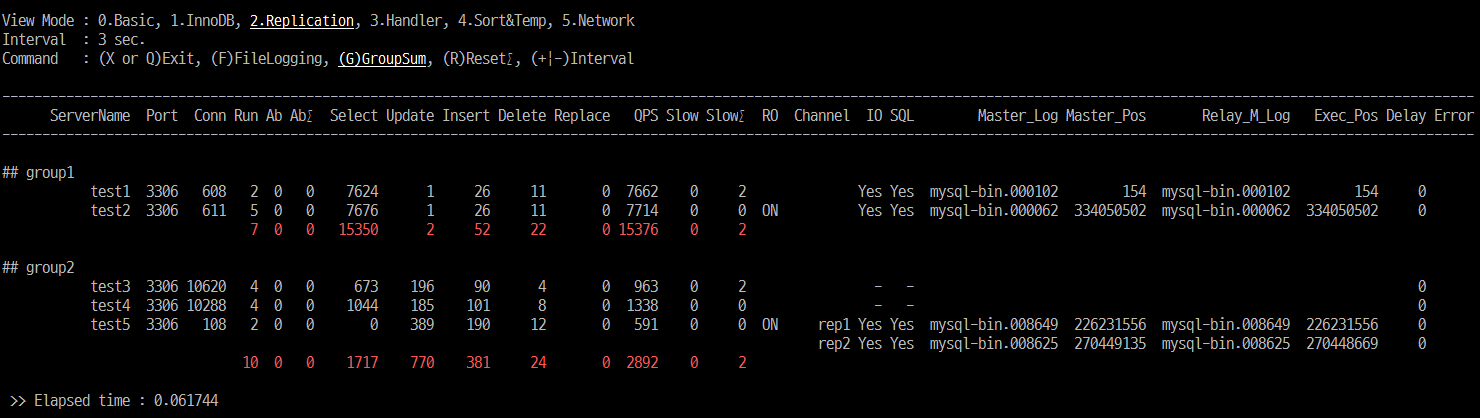 View Mode : 0.Basic, 1.InnoDB, 2.Replication, 3.Handler, 4.Sort&Temp, 5.Network
Interval  : 3 sec.
Command   : (X or Q)Exit, (F)FileLogging, (G)GroupSum, (R)Reset∑, (+|-)Interval
ServerName  Port  Conn Run Ab Ab∑  Select Update Insert Delete Replace   QPS Slow Slow∑  RO  Channel  IO SQL        Master_Log Master_Pos       Relay_M_Log   Exec_Pos Delay Error
## group1
test1  3306   608   2  0   0    7624      1     26     11       0  7662    0     2              Yes Yes  mysql-bin.000102        154  mysql-bin.000102        154     0
test2  3306   611   5  0   0    7676      1     26     11       0  7714    0     0  ON          Yes Yes  mysql-bin.000062  334050502  mysql-bin.000062  334050502     0
7  0   0   15350      2     52     22       0 15376    0     2
## group2
test3  3306 10620   4  0   0     673    196     90      4       0   963    0     2                -   -                                                               0
test4  3306 10288   4  0   0    1044    185    101      8       0  1338    0     0                -   -                                                               0
test5  3306   108   2  0   0       0    389    190     12       0   591    0     0  ON     rep1 Yes Yes  mysql-bin.008649  226231556  mysql-bin.008649  226231556     0
rep2 Yes Yes  mysql-bin.008625  270449135  mysql-bin.008625  270448669     0
10  0   0    1717    770    381     24       0  2892    0     2
>> Elapsed time : 0.061744